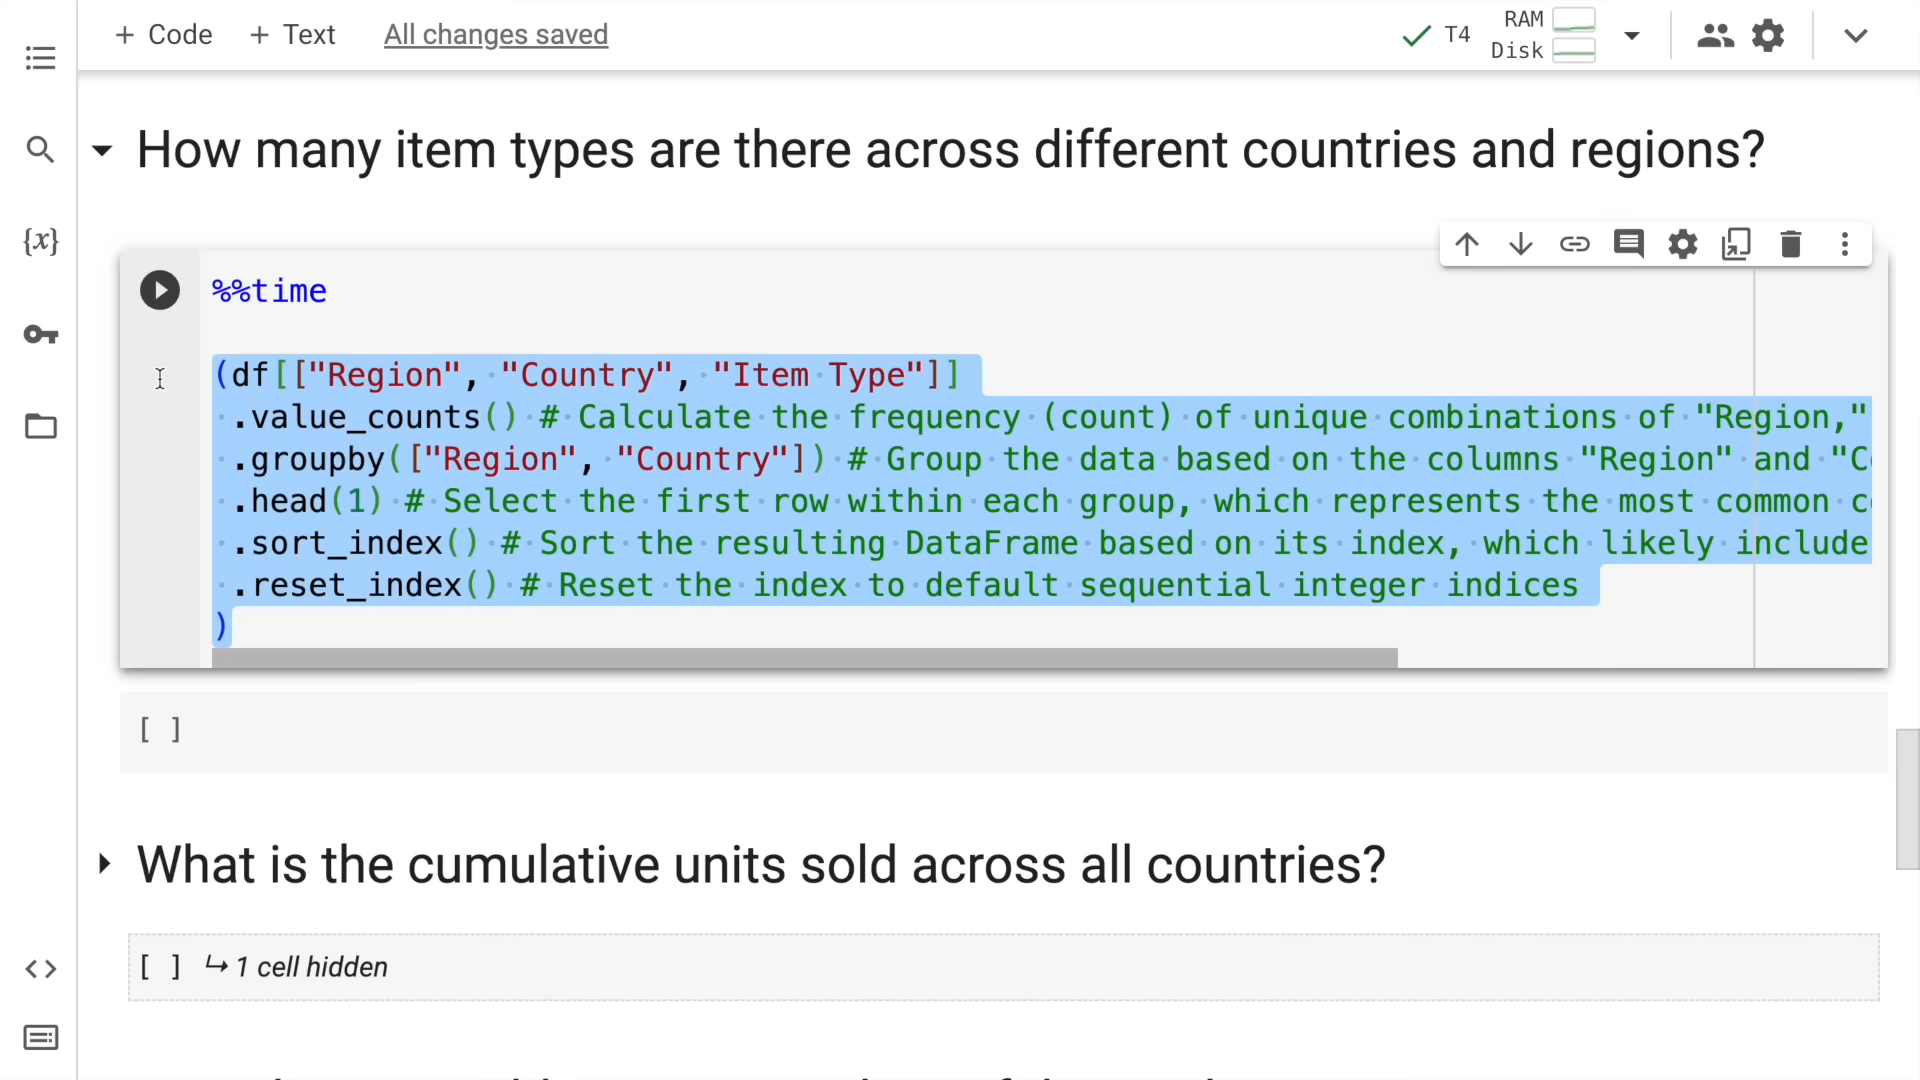 + Code + Text All changes saved
T4 RAM
Disk
How many item types are there across different countries and regions?
{x}
%%time
(df[["Region", "Country", "Item Type"]]
.value_counts() # Calculate the frequency (count) of unique combinations of "Region,"
.groupby(["Region", "Country"]) # Group the data based on the columns "Region" and "C
.head(1) # Select the first row within each group, which represents the most common c
.sort_index() # Sort the resulting DataFrame based on its index, which likely include
.reset_index() # Reset the index to default sequential integer indices
)
[ ]
What is the cumulative units sold across all countries?
[ ] ↳ 1 cell hidden